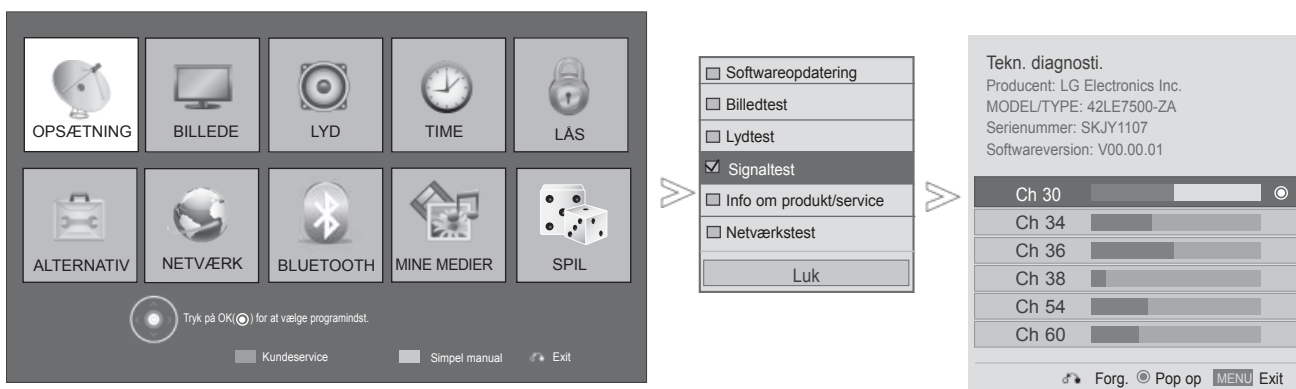 OPSÆTNING
BILLEDE
LYD
TIME
LÅS
ALTERNATIV
NETVÆRK
BLUETOOTH
MINE MEDIER
SPIL
Tryk på OK(◉) for at vælge programindst.
Kundeservice
Simpel manual
Exit
Softwareopdatering
Billedtest
Lydtest
Signaltest
Info om produkt/service
Netværkstest
Luk
Tekn. diagnosti.
Producent: LG Electronics Inc.
MODEL/TYPE: 42LE7500-ZA
Serienummer: SKJY1107
Softwareversion: V00.00.01
Ch 30
Ch 34
Ch 36
Ch 38
Ch 54
Ch 60
Forg. ◉ Pop op MENU Exit